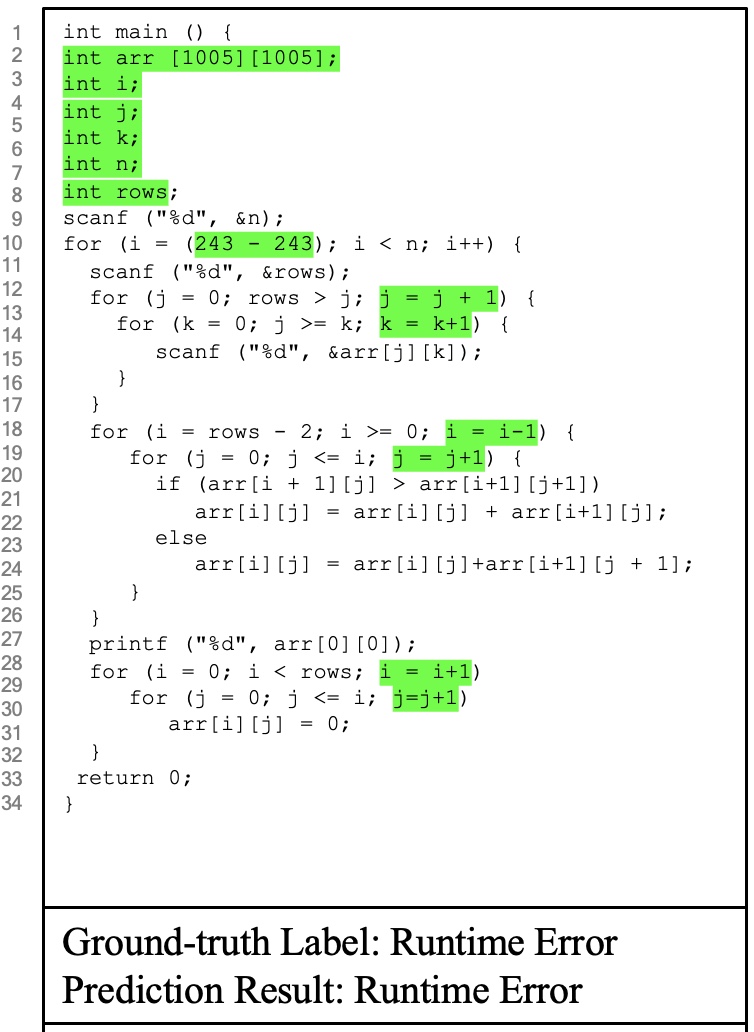 1 int main () {
2 int arr [1005][1005];
3 int i;
4 int j;
5 int k;
6 int n;
7 int rows;
8 scanf ("%d", &n);
9 for (i = (243 - 243); i < n; i++) {
10 scanf ("%d", &rows);
11 for (j = 0; rows > j; j = j + 1) {
12 for (k = 0; j >= k; k = k+1) {
13 scanf ("%d", &arr[j][k]);
14 }
15 }
16 for (i = rows - 2; i >= 0; i = i-1) {
17 for (j = 0; j <= i; j = j+1) {
18 if (arr[i + 1][j] > arr[i+1][j+1])
19 arr[i][j] = arr[i][j] + arr[i+1][j];
20 else
21 arr[i][j] = arr[i][j]+arr[i+1][j + 1];
22 }
23 }
24 printf ("%d", arr[0][0]);
25 for (i = 0; i < rows; i = i+1)
26 for (j = 0; j <= i; j=j+1)
27 arr[i][j] = 0;
28 }
29 return 0;
30 }
31
32
33
34
Ground-truth Label: Runtime Error
Prediction Result: Runtime Error